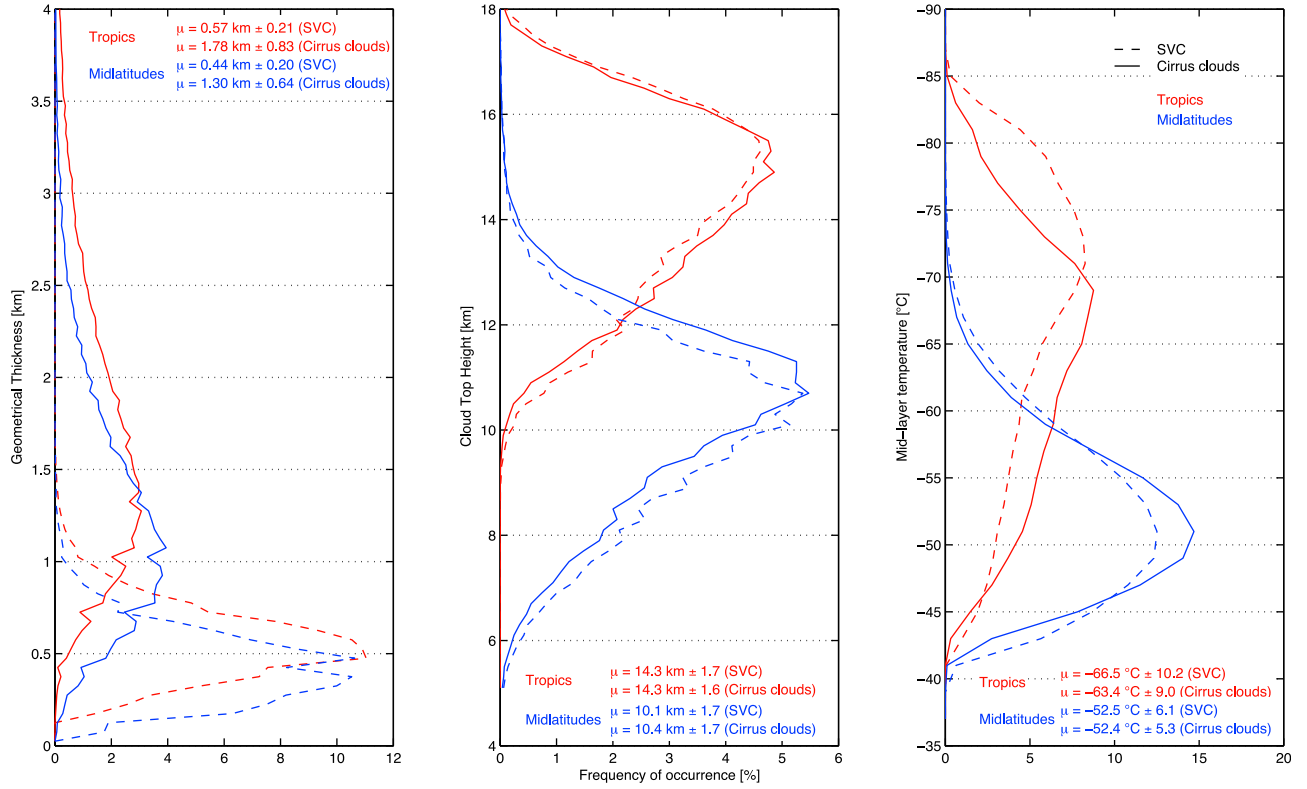 4
3.5
3
2.5
2
1.5
1
0.5
0
0
2
4
6
8
10
12
Geometrical Thickness [km]
Tropics
μ = 0.57 km ± 0.21 (SVC)
μ = 1.78 km ± 0.83 (Cirrus clouds)
Midlatitudes
μ = 0.44 km ± 0.20 (SVC)
μ = 1.30 km ± 0.64 (Cirrus clouds)
18
16
14
12
10
8
6
4
0
1
2
3
4
5
6
Cloud Top Height [km]
Frequency of occurrence [%]
Tropics
μ = 14.3 km ± 1.7 (SVC)
μ = 14.3 km ± 1.6 (Cirrus clouds)
Midlatitudes
μ = 10.1 km ± 1.7 (SVC)
μ = 10.4 km ± 1.7 (Cirrus clouds)
−90
−85
−80
−75
−70
−65
−60
−55
−50
−45
−40
−35
0
5
10
15
20
Mid−layer temperature [°C]
SVC
Cirrus clouds
Tropics
Midlatitudes
Tropics
μ = −66.5 °C ± 10.2 (SVC)
μ = −63.4 °C ± 9.0 (Cirrus clouds)
Midlatitudes
μ = −52.5 °C ± 6.1 (SVC)
μ = −52.4 °C ± 5.3 (Cirrus clouds)